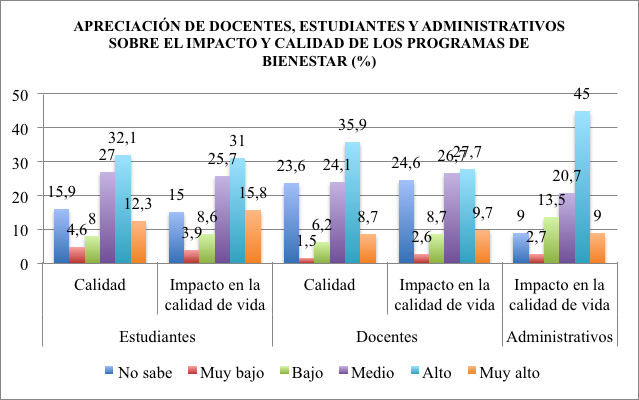 APRECIACIÓN DE DOCENTES, ESTUDIANTES Y ADMINISTRATIVOS
SOBRE EL IMPACTO Y CALIDAD DE LOS PROGRAMAS DE
BIENESTAR (%)
50
40
30
20
10
0
15,9
4,6
8
27
32,1
12,3
15
3,9
8,6
25,7
31
15,8
23,6
1,5
6,2
24,1
35,9
8,7
24,6
2,6
8,7
26,7
27,7
9,7
9
2,7
13,5
20,7
45
9
Calidad
Impacto en la
calidad de vida
Calidad
Impacto en la
calidad de vida
Impacto en la
calidad de vida
Estudiantes
Docentes
Administrativos
No sabe
Muy bajo
Bajo
Medio
Alto
Muy alto